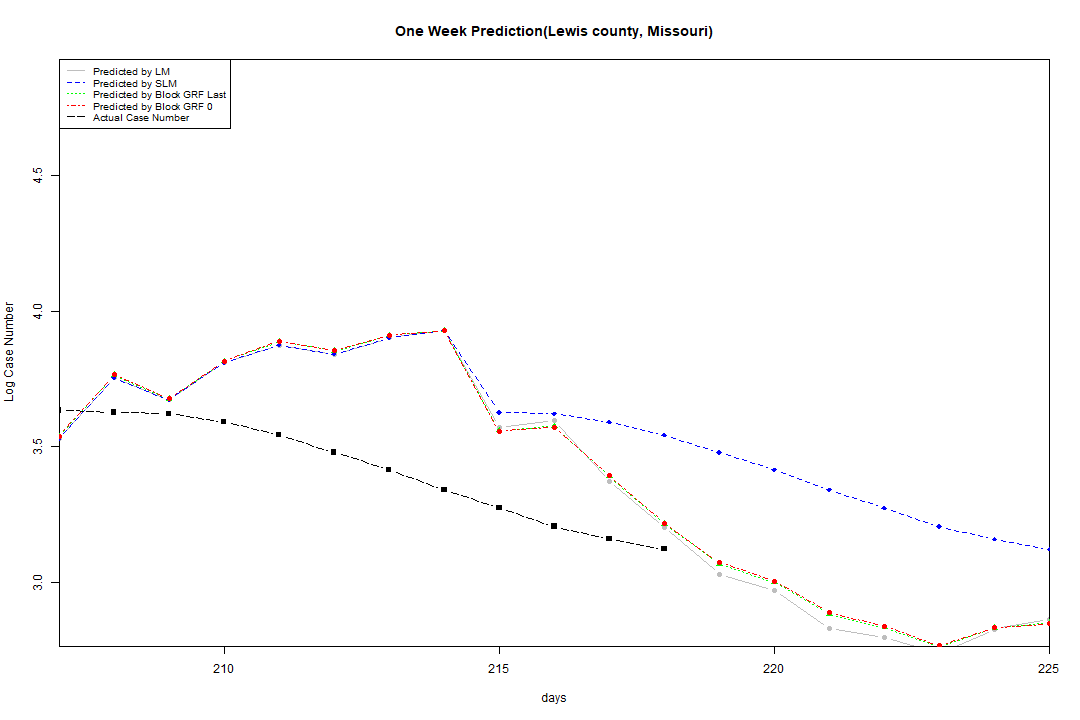 One Week Prediction(Lewis county, Missouri)
Predicted by LM
Predicted by SLM
Predicted by Block GRF Last
Predicted by Block GRF 0
Actual Case Number
4.5
4.0
3.5
3.0
Log Case Number
210 215 220 225
days